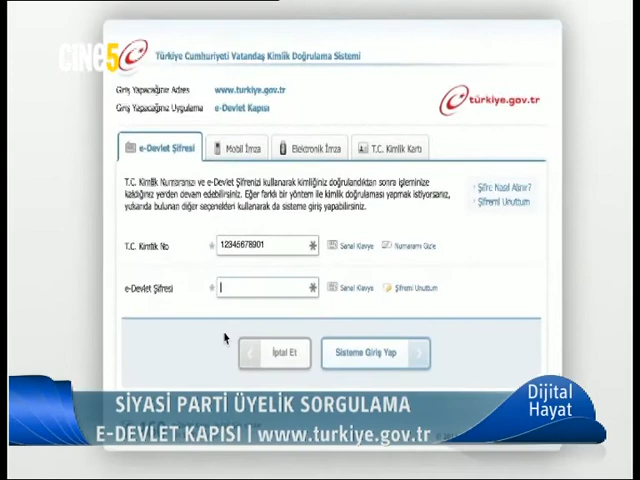 CINE5
Türkiye Cumhuriyeti Vatandaş Kimlik Doğrulama Sistemi
Giriş Yapacağınız Adres www.turkiye.gov.tr
Giriş Yapacağınız Uygulama e-Devlet Kapısı
türkiye.gov.tr
e-Devlet Şifresi Mobil İmza Elektronik İmza T.C. Kimlik Kartı
T.C. Kimlik Numaranızı ve e-Devlet Şifrenizi kullanarak kimliğiniz doğrulandıktan sonra işleminize
kaldığınız yerden devam edebilirsiniz. Eğer farklı bir yöntem ile kimlik doğrulaması yapmak istiyorsanız,
yukarıda bulunan diğer seçenekleri kullanarak da sisteme giriş yapabilirsiniz.
Şifre Nasıl Alınır?
Şifremi Unuttum
T.C. Kimlik No 12345678901 Sanal Klavye Numaramı Gizle
e-Devlet Şifresi Sanal Klavye Şifremi Unuttum
İptal Et Sisteme Giriş Yap
SİYASİ PARTİ ÜYELİK SORGULAMA
E-DEVLET KAPISI | www.turkiye.gov.tr
Dijital
Hayat